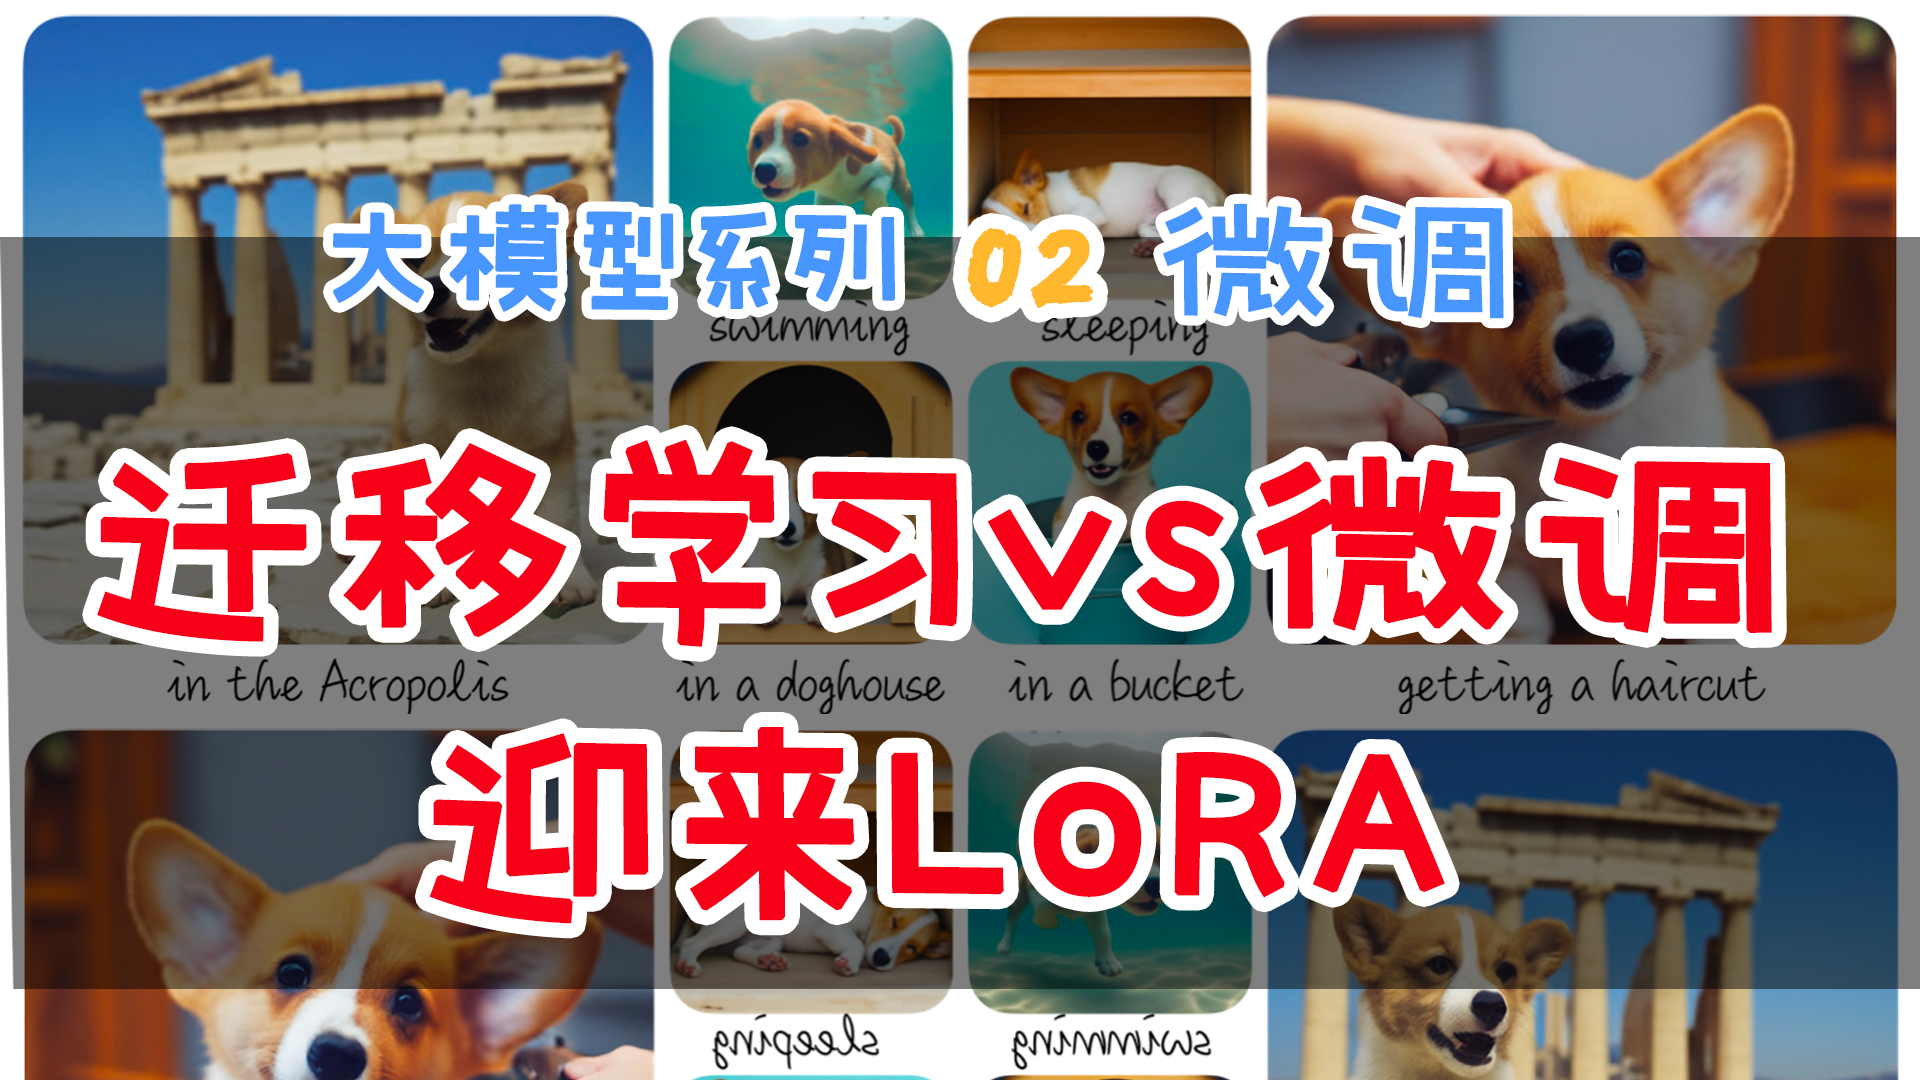 大模型系列 02 微调
swimming
sleeping
迁移学习vs微调
in the Acropolis
in a doghouse
in a bucket
getting a haircut
迎来LoRA
sleeping
swimming